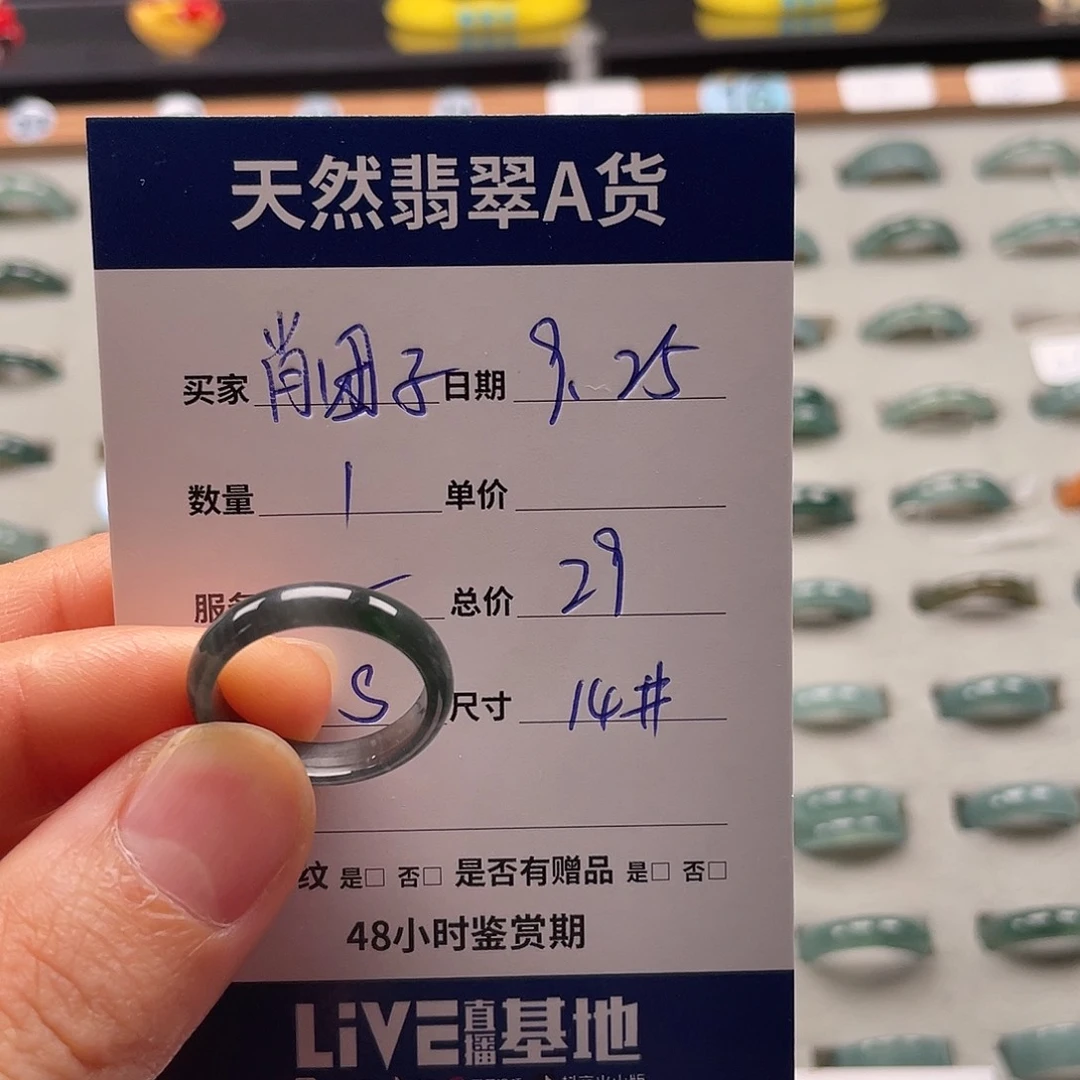 天然翡翠A货
买家 肖团子 日期 9.25
数量 1 单价
总价 29
S 尺寸 14#
纹 是□ 否□ 是否有赠品 是□ 否□
48小时鉴赏期
LiVE直播基地